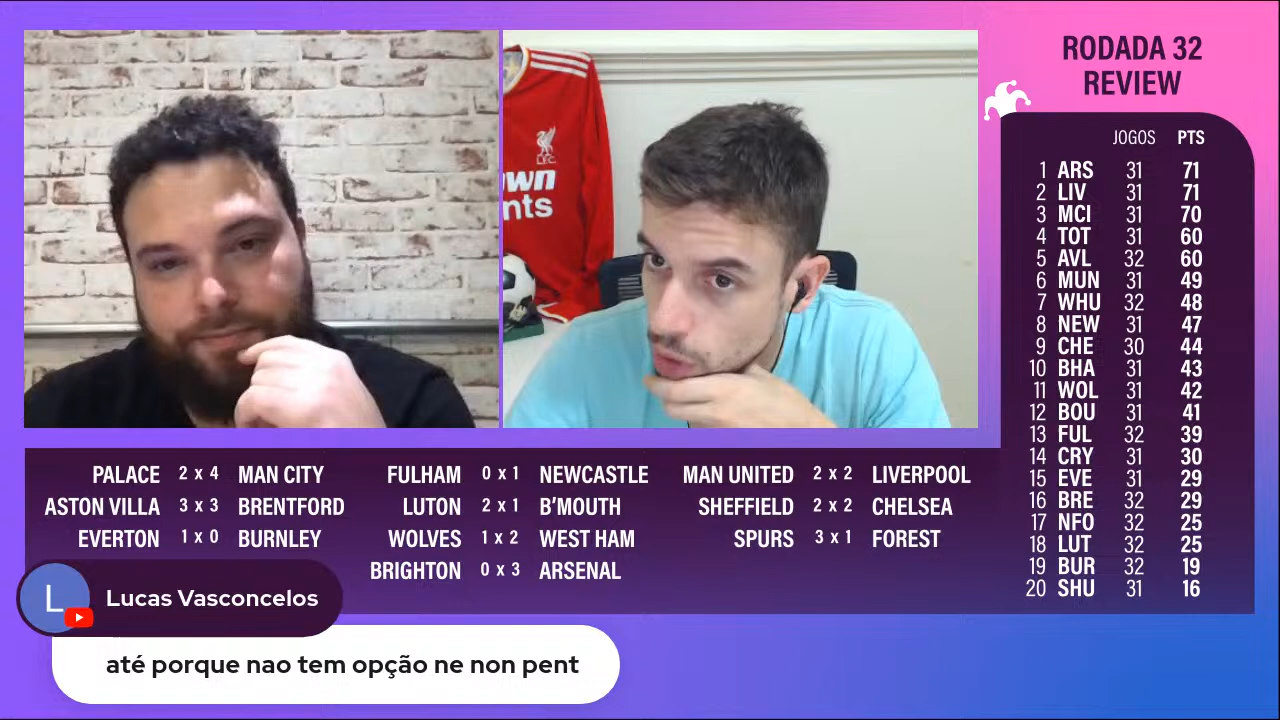 RODADA 32
REVIEW
JOGOS PTS
1 ARS 31 71
2 LIV 31 71
3 MCI 31 70
4 TOT 31 60
5 AVL 32 60
6 MUN 31 49
7 WHU 32 48
8 NEW 31 47
9 CHE 30 44
10 BHA 31 43
11 WOL 31 42
12 BOU 31 41
13 FUL 32 39
14 CRY 31 30
15 EVE 31 29
16 BRE 32 29
17 NFO 32 25
18 LUT 32 25
19 BUR 32 19
20 SHU 31 16
L.F.C.
wn
nts
PALACE 2 x 4 MAN CITY
ASTON VILLA 3 x 3 BRENTFORD
EVERTON 1 x 0 BURNLEY
FULHAM 0 x 1 NEWCASTLE
LUTON 2 x 1 B'MOUTH
WOLVES 1 x 2 WEST HAM
BRIGHTON 0 x 3 ARSENAL
MAN UNITED 2 x 2 LIVERPOOL
SHEFFIELD 2 x 2 CHELSEA
SPURS 3 x 1 FOREST
L
Lucas Vasconcelos
até porque nao tem opção ne non pent